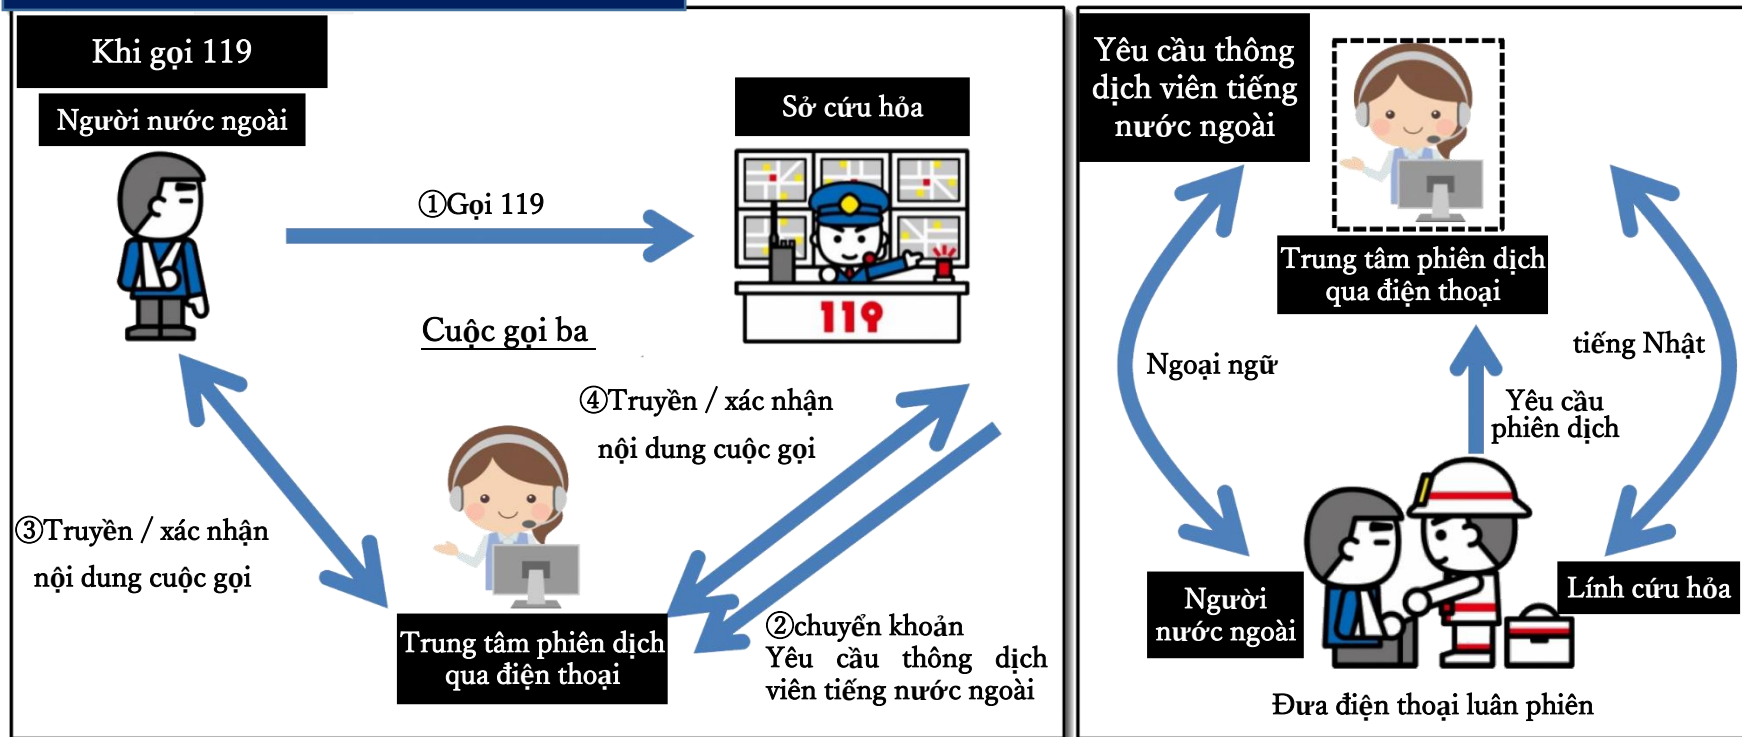 Khi gọi 119
Người nước ngoài
Sở cứu hỏa
①Gọi 119
119
Cuộc gọi ba
④Truyền / xác nhận
nội dung cuộc gọi
③Truyền / xác nhận
nội dung cuộc gọi
Trung tâm phiên dịch
qua điện thoại
②chuyển khoản
Yêu cầu thông dịch
viên tiếng nước ngoài
Yêu cầu thông
dịch viên tiếng
nước ngoài
Trung tâm phiên dịch
qua điện thoại
Ngoại ngữ
tiếng Nhật
Yêu cầu
phiên dịch
Người
nước ngoài
Lính cứu hỏa
Đưa điện thoại luân phiên